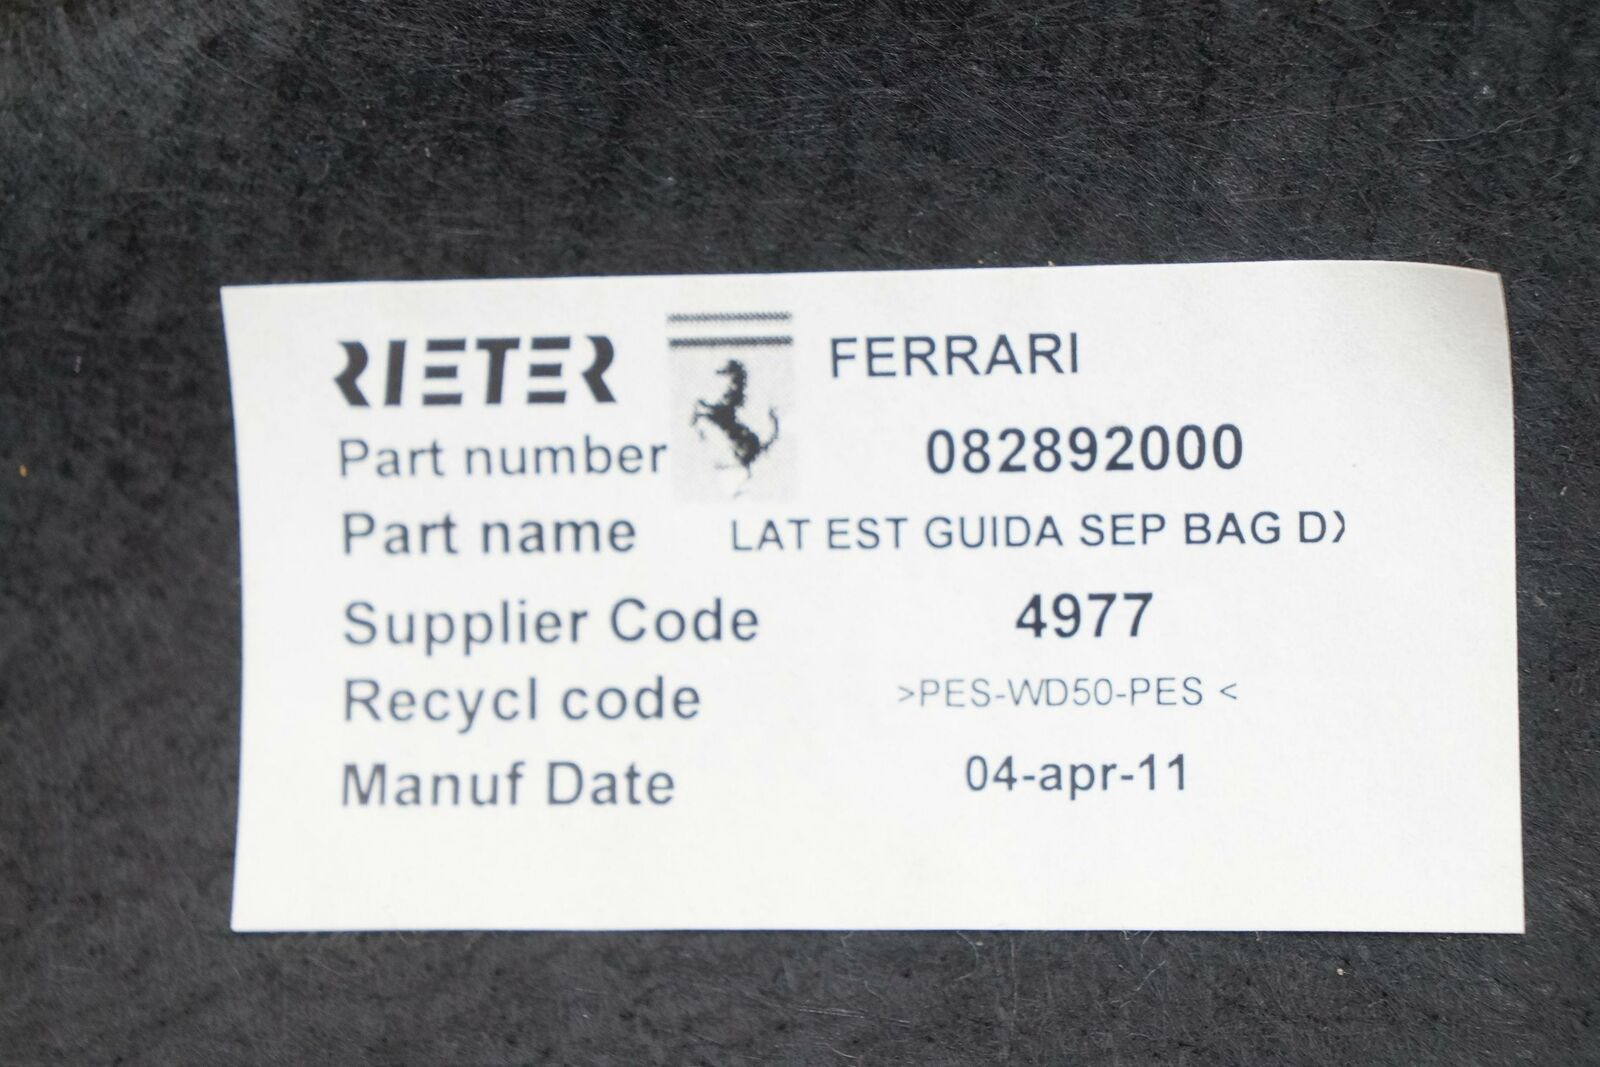 RIETER FERRARI
Part number 082892000
Part name LAT EST GUIDA SEP BAG DX
Supplier Code 4977
Recycl code >PES-WD50-PES <
Manuf Date 04-apr-11